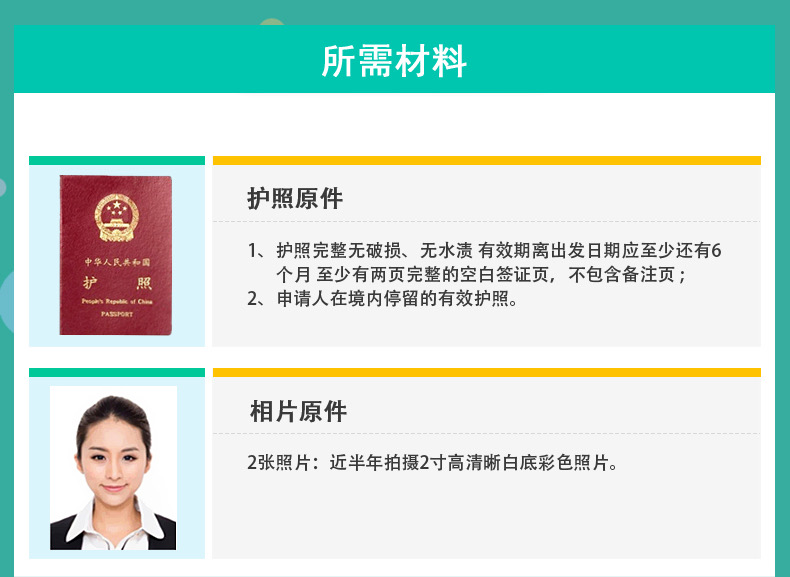 所需材料
中华人民共和国
护 照
People's Republic of China
PASSPORT
护照原件
1、护照完整无破损、无水渍 有效期离出发日期应至少还有6
个月 至少有两页完整的空白签证页，不包含备注页；
2、申请人在境内停留的有效护照。
相片原件
2张照片：近半年拍摄2寸高清晰白底彩色照片。